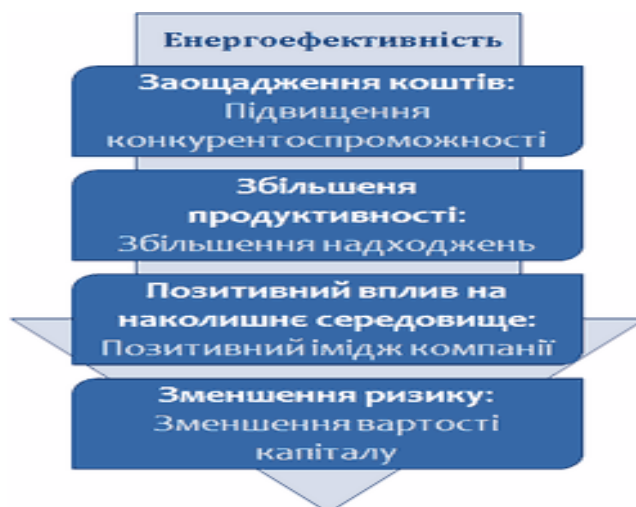 Енергоефективність
Заощадження коштів:
Підвищення
конкурентоспроможності
Збільшеня
продуктивності:
Збільшення надходжень
Позитивний вплив на
наколишнє середовище:
Позитивний імідж компанії
Зменшення ризику:
Зменшення вартості
капіталу